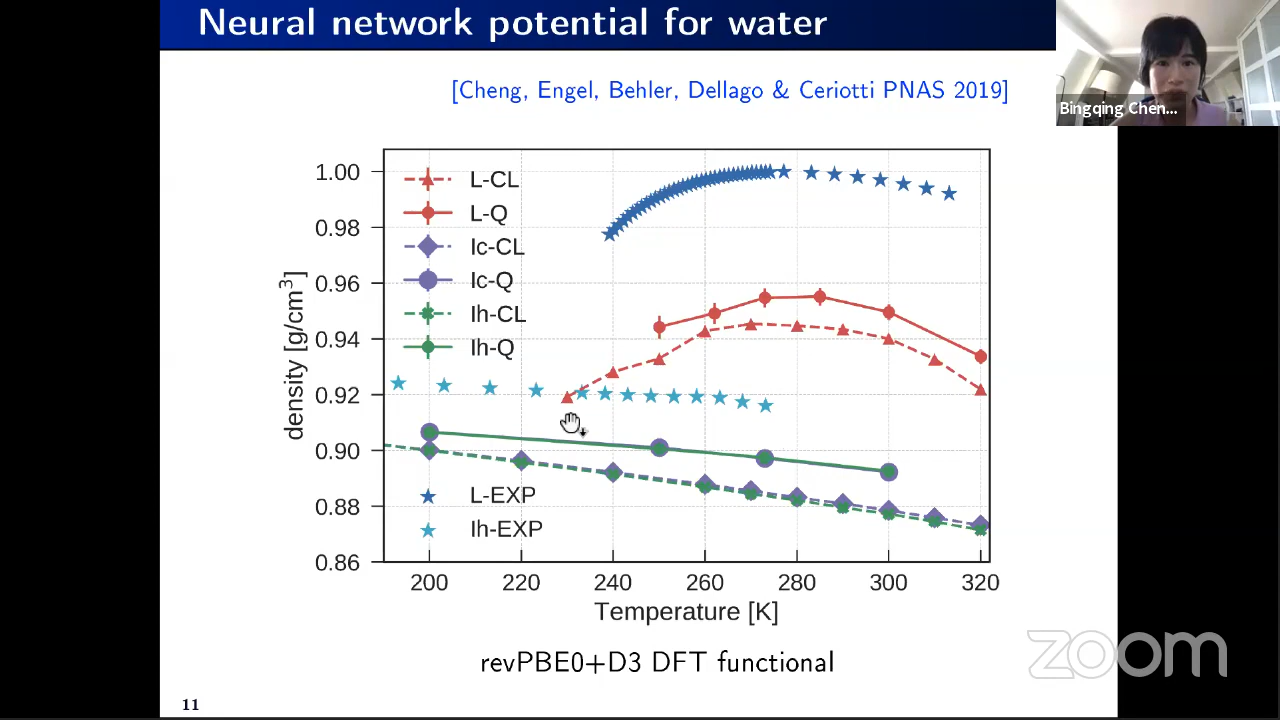 Neural network potential for water
[Cheng, Engel, Behler, Dellago & Ceriotti PNAS 2019]
Bingqing Chen...
1.00
0.98
0.96
0.94
0.92
0.90
0.88
0.86
density [g/cm³]
L-CL
L-Q
Ic-CL
Ic-Q
Ih-CL
Ih-Q
L-EXP
Ih-EXP
200 220 240 260 280 300 320
Temperature [K]
revPBE0+D3 DFT functional
zoom
11